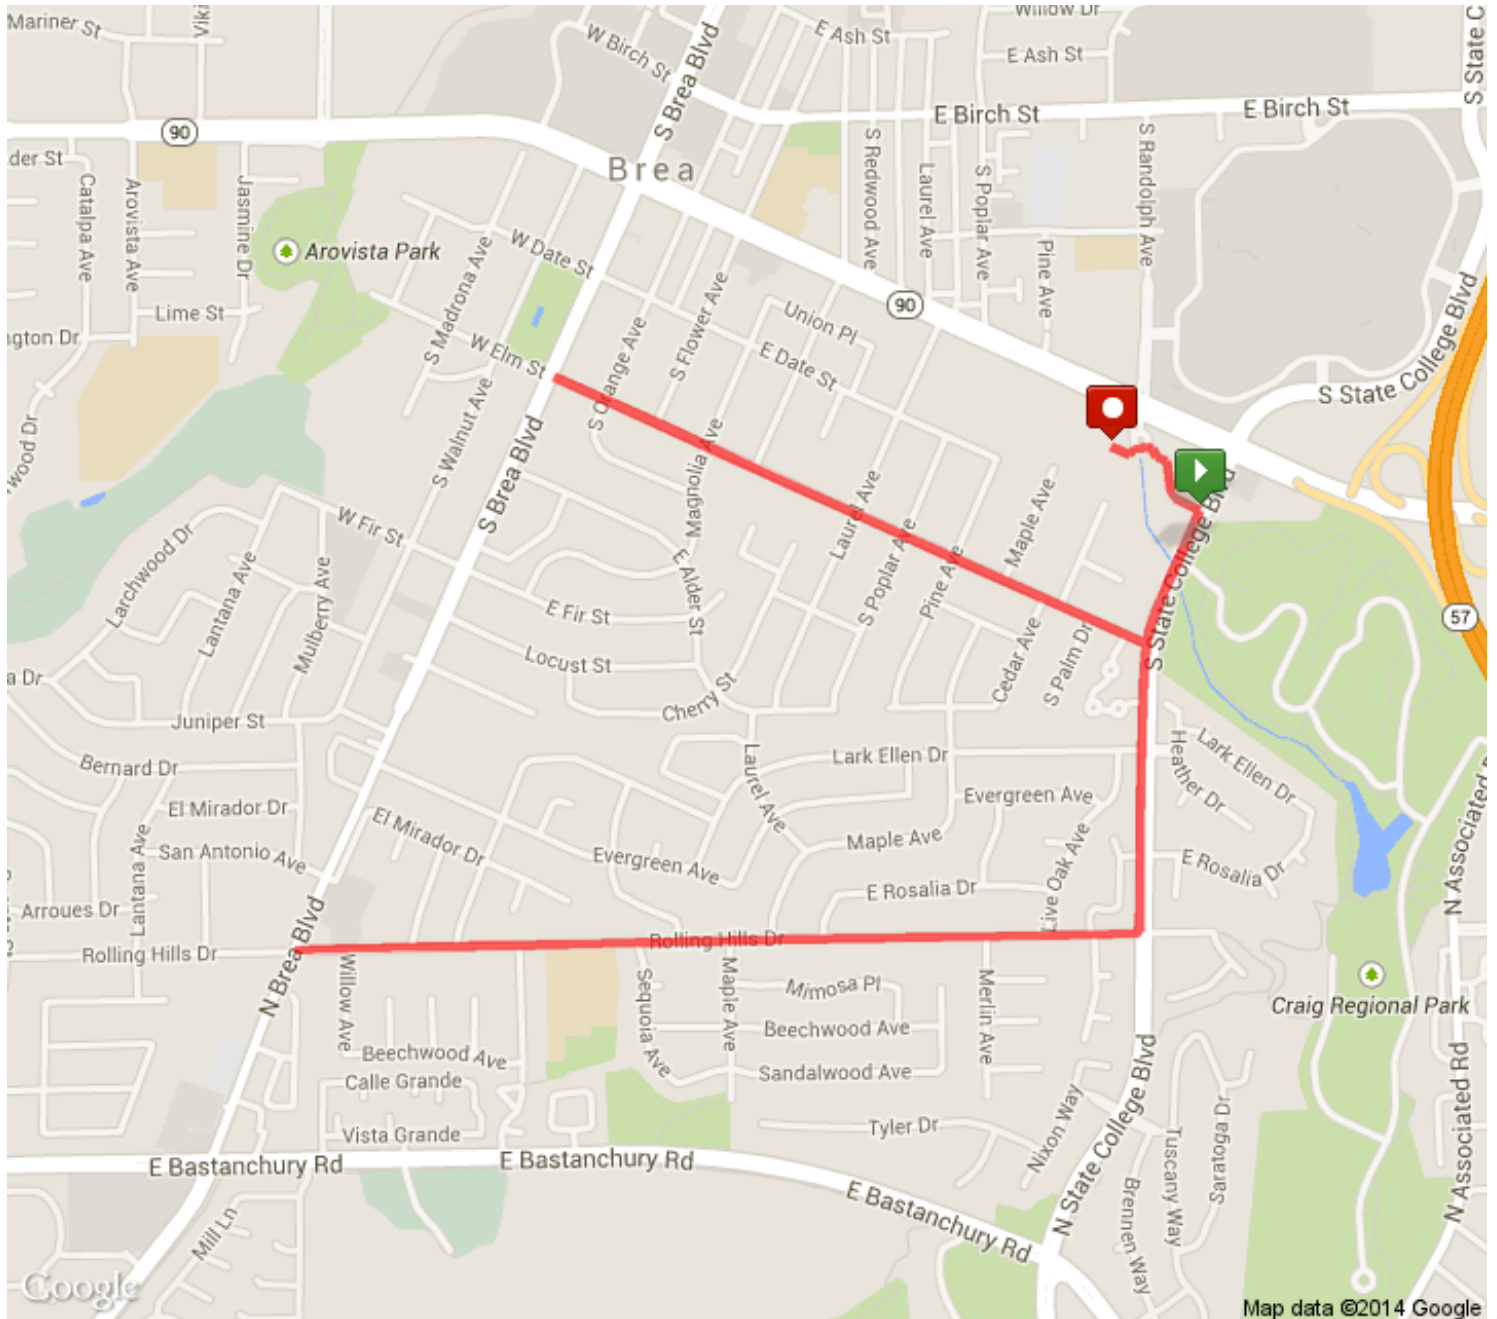 Mariner St
Viki
W Birch St
S Brea Blvd
E Ash St
Willow Dr
E Ash St
S State C
E Birch St
E Birch St
90
der St
Catalpa Ave
Arovista Ave
Jasmine Dr
Brea
S Redwood Ave
Laurel Ave
S Poplar Ave
S Randolph Ave
Arovista Park
W Date St
S Madrona Ave
Pine Ave
90
Lime St
gton Dr
W Elm St
S Orange Ave
S Flower Ave
Union Pl
E Date St
S State College Blvd
wood Dr
S Walnut Ave
S Brea Blvd
Magnolia Ave
Laurel Ave
Maple Ave
W Fir St
Larchwood Dr
Lantana Ave
Mulberry Ave
E Alder St
S Poplar Ave
Pine Ave
S State College Blvd
E Fir St
Locust St
Cherry St
Cedar Ave
S Palm Dr
57
a Dr
Juniper St
Bernard Dr
El Mirador Dr
San Antonio Ave
Lantana Ave
Arroues Dr
El Mirador Dr
Laurel Ave
Lark Ellen Dr
Evergreen Ave
Heather Dr
Lark Ellen Dr
Evergreen Ave
Maple Ave
E Rosalia Dr
Live Oak Ave
E Rosalia Dr
N Associated R
N Brea Blvd
Rolling Hills Dr
Rolling Hills Dr
Willow Ave
Sequoia Ave
Maple Ave
Mimosa Pl
Merlin Ave
Craig Regional Park
Beechwood Ave
Beechwood Ave
Calle Grande
Sandalwood Ave
N State College Blvd
N Associated Rd
Vista Grande
Tyler Dr
Nixon Way
Tuscany Way
Saratoga Dr
E Bastanchury Rd
E Bastanchury Rd
E Bastanchury Rd
Brennen Way
Mill Ln
Google
Map data ©2014 Google